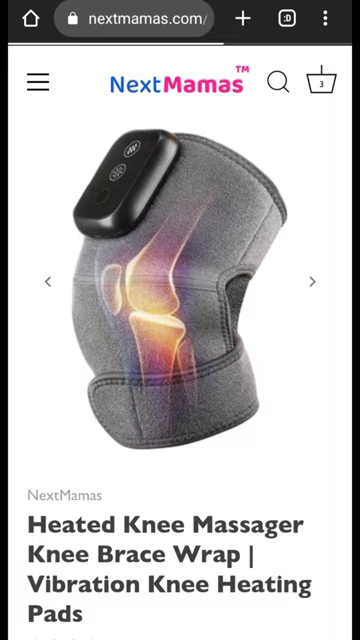 nextmamas.com/
:D
NextMamas™
3
NextMamas
Heated Knee Massager
Knee Brace Wrap |
Vibration Knee Heating
Pads